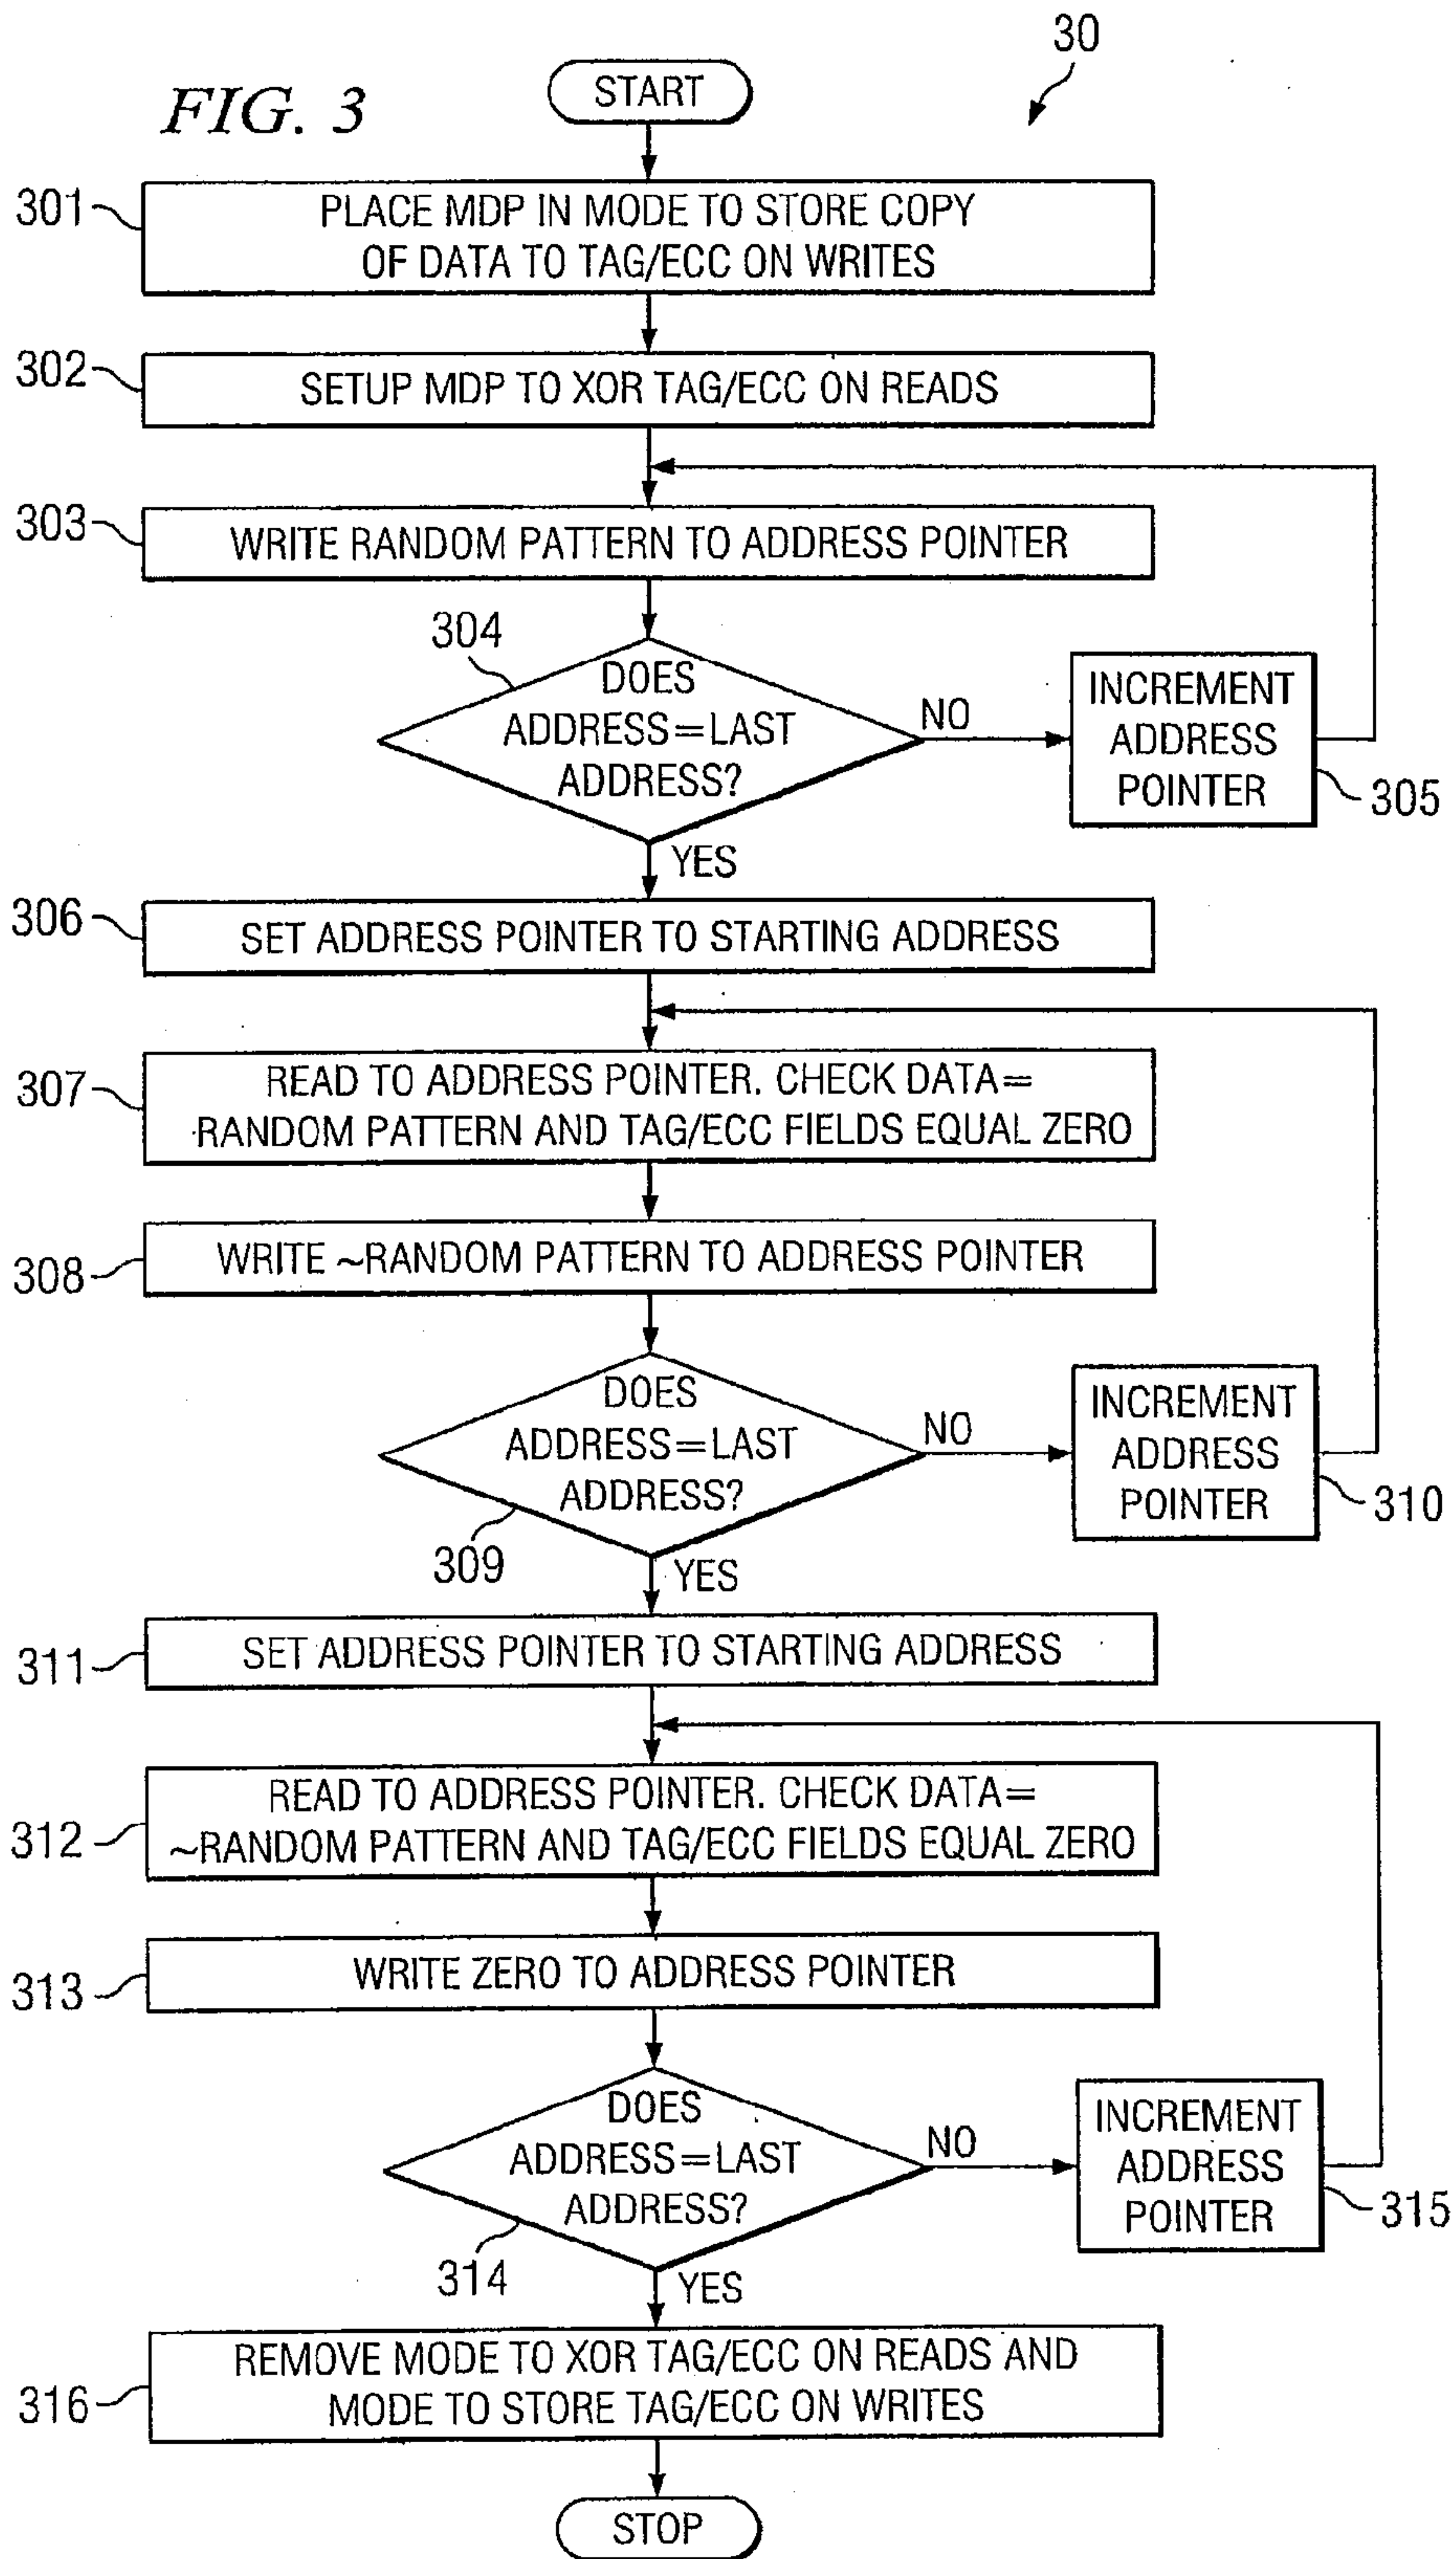 30
FIG. 3
START
301
PLACE MDP IN MODE TO STORE COPY
OF DATA TO TAG/ECC ON WRITES
302
SETUP MDP TO XOR TAG/ECC ON READS
303
WRITE RANDOM PATTERN TO ADDRESS POINTER
304
DOES
ADDRESS=LAST
ADDRESS?
NO
INCREMENT
ADDRESS
POINTER
305
YES
306
SET ADDRESS POINTER TO STARTING ADDRESS
307
READ TO ADDRESS POINTER. CHECK DATA=
RANDOM PATTERN AND TAG/ECC FIELDS EQUAL ZERO
308
WRITE ~RANDOM PATTERN TO ADDRESS POINTER
DOES
ADDRESS=LAST
ADDRESS?
309
NO
INCREMENT
ADDRESS
POINTER
310
YES
311
SET ADDRESS POINTER TO STARTING ADDRESS
312
READ TO ADDRESS POINTER. CHECK DATA=
~RANDOM PATTERN AND TAG/ECC FIELDS EQUAL ZERO
313
WRITE ZERO TO ADDRESS POINTER
DOES
ADDRESS=LAST
ADDRESS?
314
NO
INCREMENT
ADDRESS
POINTER
315
YES
316
REMOVE MODE TO XOR TAG/ECC ON READS AND
MODE TO STORE TAG/ECC ON WRITES
STOP